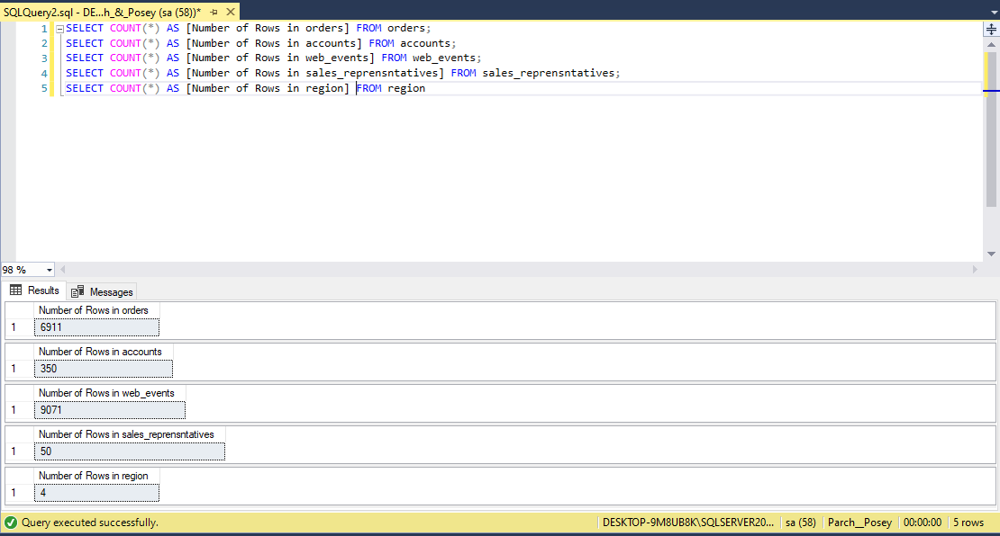 SQLQuery2.sql - DE...h_&_Posey (sa (58))*
1 SELECT COUNT(*) AS [Number of Rows in orders] FROM orders;
2 SELECT COUNT(*) AS [Number of Rows in accounts] FROM accounts;
3 SELECT COUNT(*) AS [Number of Rows in web_events] FROM web_events;
4 SELECT COUNT(*) AS [Number of Rows in sales_reprensntatives] FROM sales_reprensntatives;
5 SELECT COUNT(*) AS [Number of Rows in region] FROM region
98 %
Results Messages
Number of Rows in orders
1 6911
Number of Rows in accounts
1 350
Number of Rows in web_events
1 9071
Number of Rows in sales_reprensntatives
1 50
Number of Rows in region
1 4
Query executed successfully. DESKTOP-9M8UB8K\SQLSERVER20... sa (58) Parch__Posey 00:00:00 5 rows